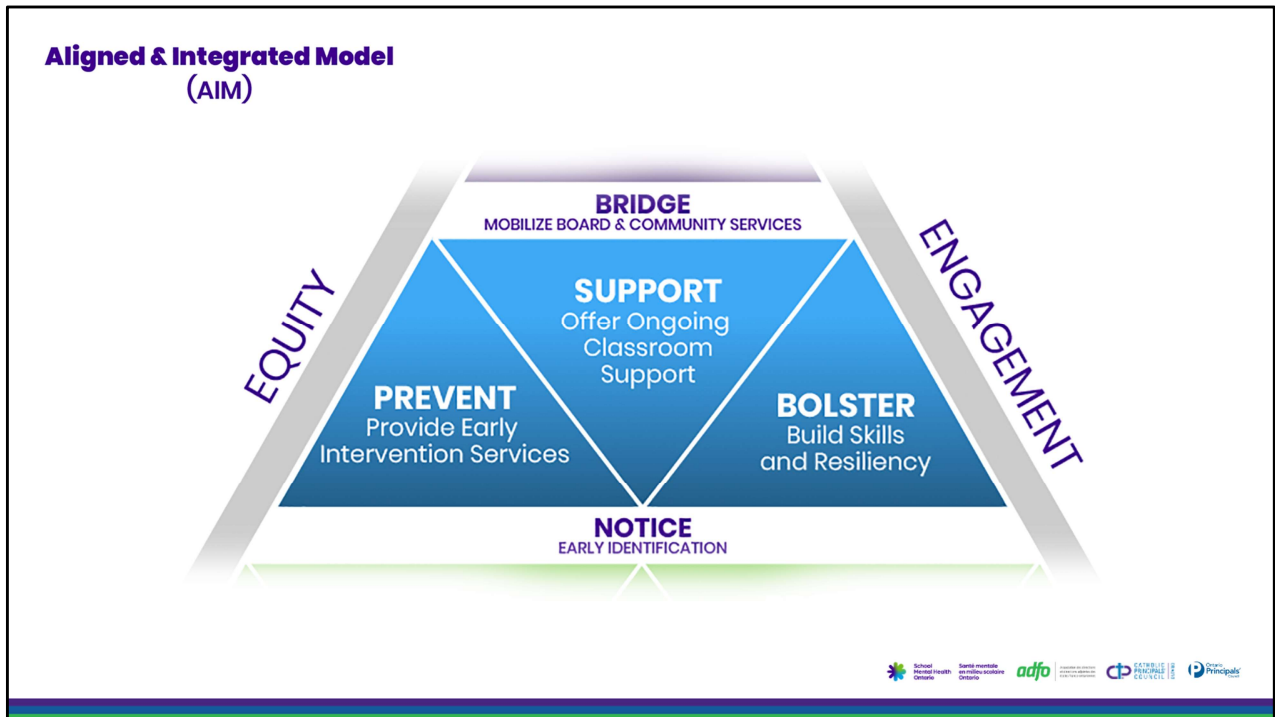 Aligned & Integrated Model
(AIM)
BRIDGE
MOBILIZE BOARD & COMMUNITY SERVICES
EQUITY
ENGAGEMENT
SUPPORT
Offer Ongoing
Classroom
Support
PREVENT
Provide Early
Intervention Services
BOLSTER
Build Skills
and Resiliency
NOTICE
EARLY IDENTIFICATION
School
Mental Health
Ontario
Santé mentale
en milieu scolaire
Ontario
adfo
CATHOLIC
PRINCIPALS'
COUNCIL
Ontario
Principals'